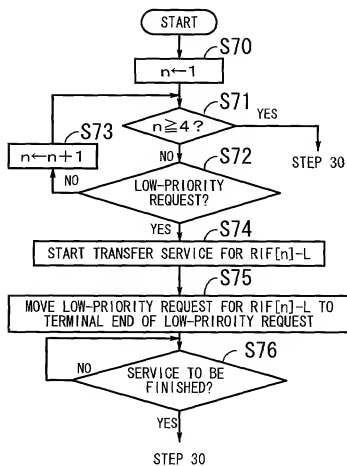 START
S70
n←1
S71
n≧4?
YES
S73
n←n+1
NO
S72
STEP 30
LOW-PRIORITY
REQUEST?
NO
YES
S74
START TRANSFER SERVICE FOR RIF[n]-L
S75
MOVE LOW-PRIORITY REQUEST FOR RIF[n]-L TO
TERMINAL END OF LOW-PRIROITY REQUEST
S76
NO
SERVICE TO BE
FINISHED?
YES
STEP 30